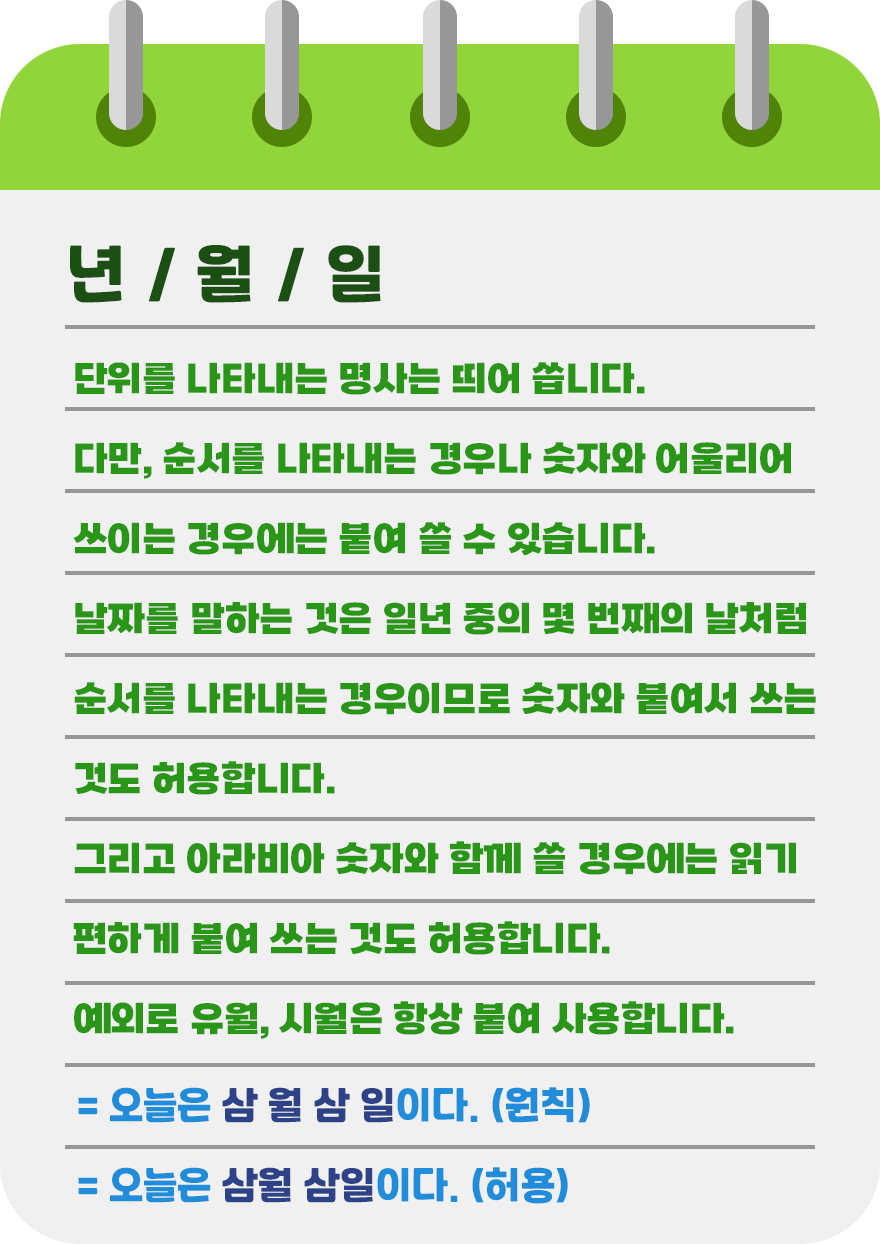 년 / 월 / 일
단위를 나타내는 명사는 띄어 씁니다.
다만, 순서를 나타내는 경우나 숫자와 어울리어
쓰이는 경우에는 붙여 쓸 수 있습니다.
날짜를 말하는 것은 일년 중의 몇 번째의 날처럼
순서를 나타내는 경우이므로 숫자와 붙여서 쓰는
것도 허용합니다.
그리고 아라비아 숫자와 함께 쓸 경우에는 읽기
편하게 붙여 쓰는 것도 허용합니다.
예외로 유월, 시월은 항상 붙여 사용합니다.
= 오늘은 삼 월 삼 일이다. (원칙)
= 오늘은 삼월 삼일이다. (허용)